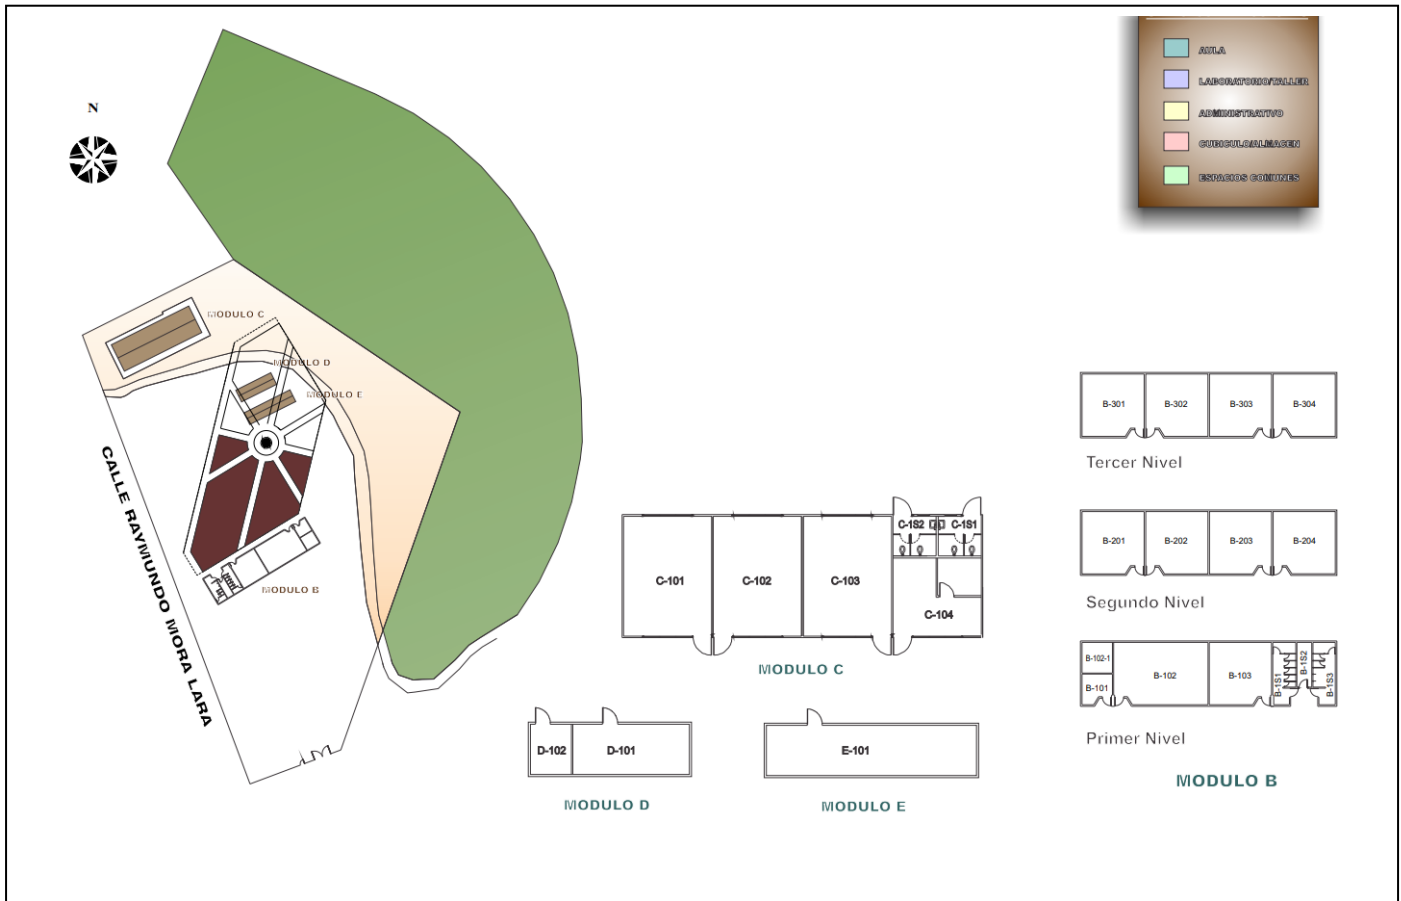 N
AULA
LABORATORIO/TALLER
ADMINISTRATIVO
CUBICULO/ALMACEN
ESPACIOS COMUNES
MODULO C
MODULO D
MODULO E
MODULO B
CALLE RAYMUNDO MORA LARA
C-101
C-102
C-103
C-1S2
C-1S1
C-104
MODULO C
D-102
D-101
MODULO D
E-101
MODULO E
B-301
B-302
B-303
B-304
Tercer Nivel
B-201
B-202
B-203
B-204
Segundo Nivel
B-102-1
B-101
B-102
B-103
B-1S1
B-1S2
B-1S3
Primer Nivel
MODULO B